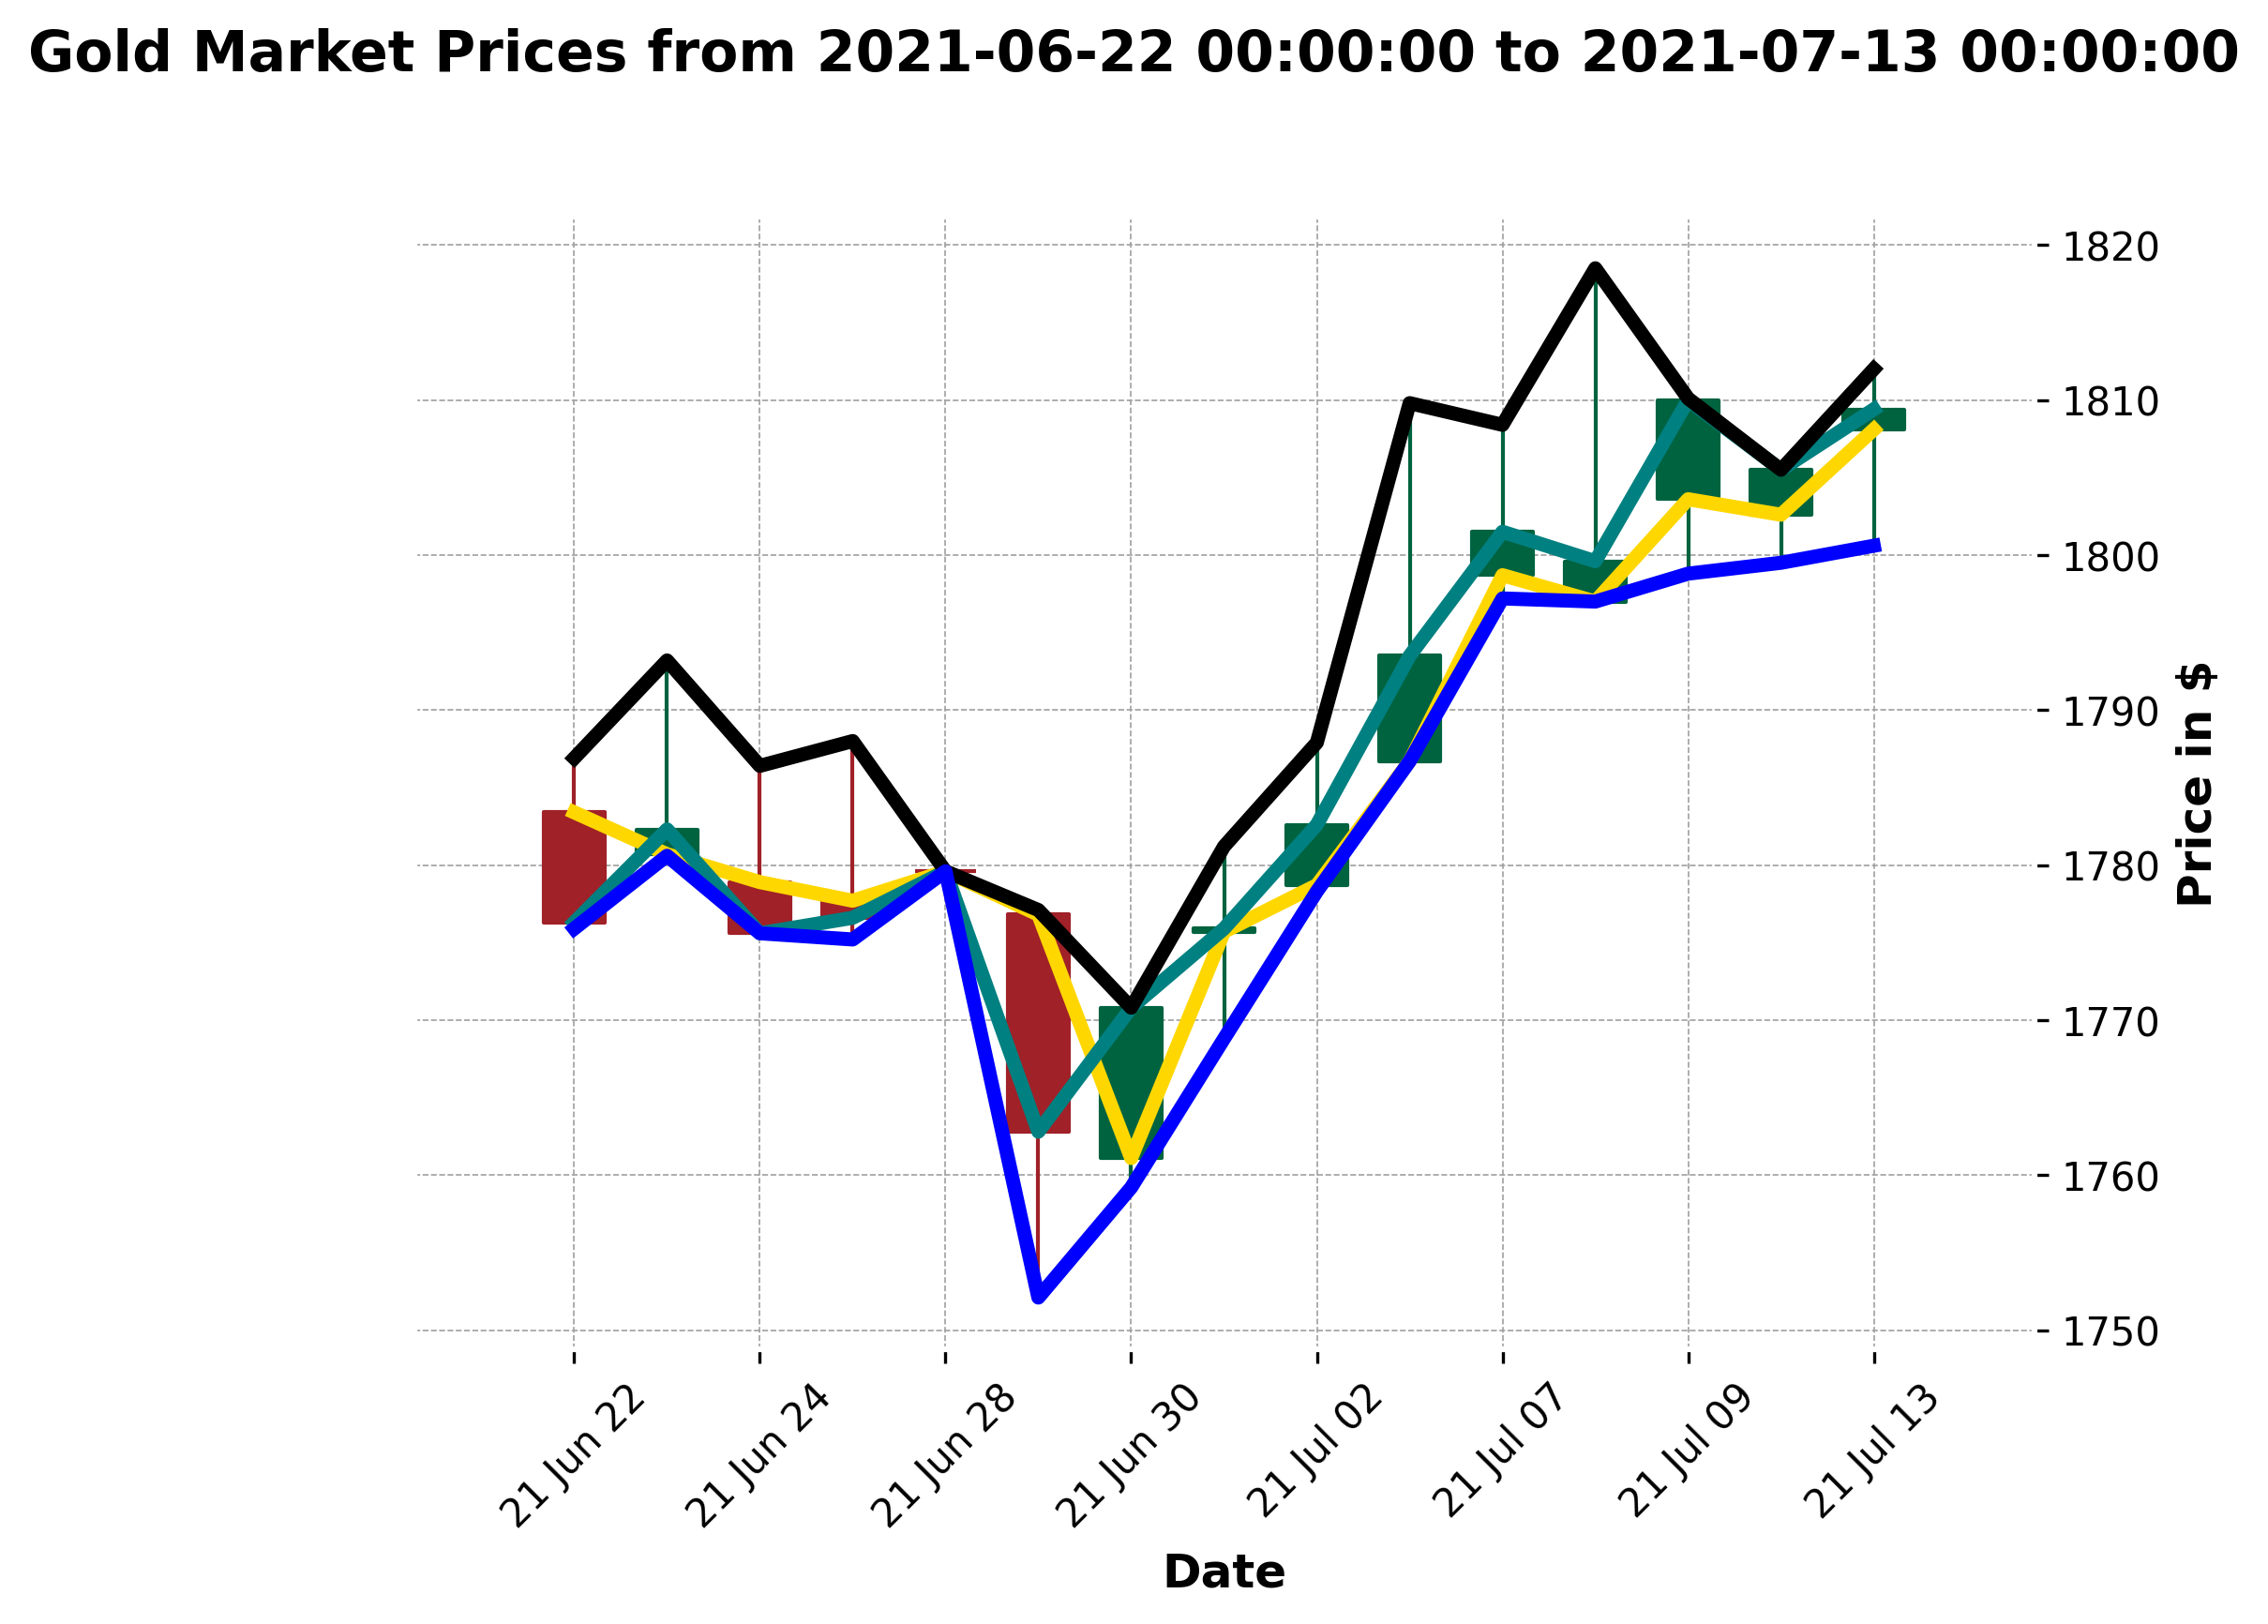 Gold Market Prices from 2021-06-22 00:00:00 to 2021-07-13 00:00:00
1820
1810
1800
1790
1780
1770
1760
1750
Price in $
21 Jun 22
21 Jun 24
21 Jun 28
21 Jun 30
21 Jul 02
21 Jul 07
21 Jul 09
21 Jul 13
Date